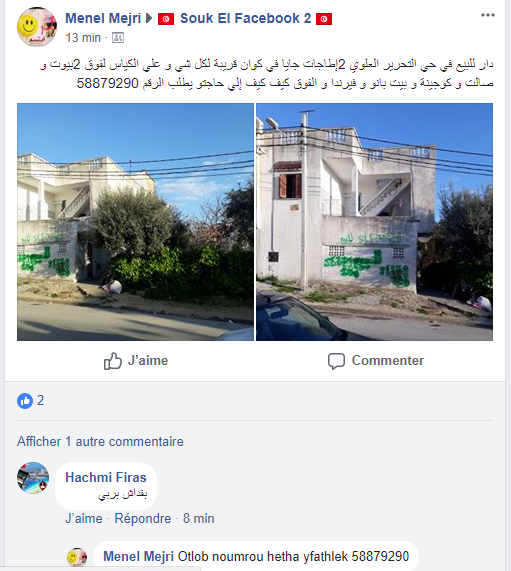 Menel Mejri Souk El Facebook 2
13 min
دار للبيع في حي التحرير العلوي 2إطاجات جايا في كوان قريبة لكل شي و علي الكياس لفوق 2بيوت و
صالت و كوجينة و بيت بانو و فيرندا و الفوق كيف كيف إلي حاجتو يطلب الرقم 58879290
J'aime
Commenter
2
Afficher 1 autre commentaire
Hachmi Firas
بقداش بربي
J'aime · Répondre · 8 min
Menel Mejri Otlob noumrou hetha yfathlek 58879290